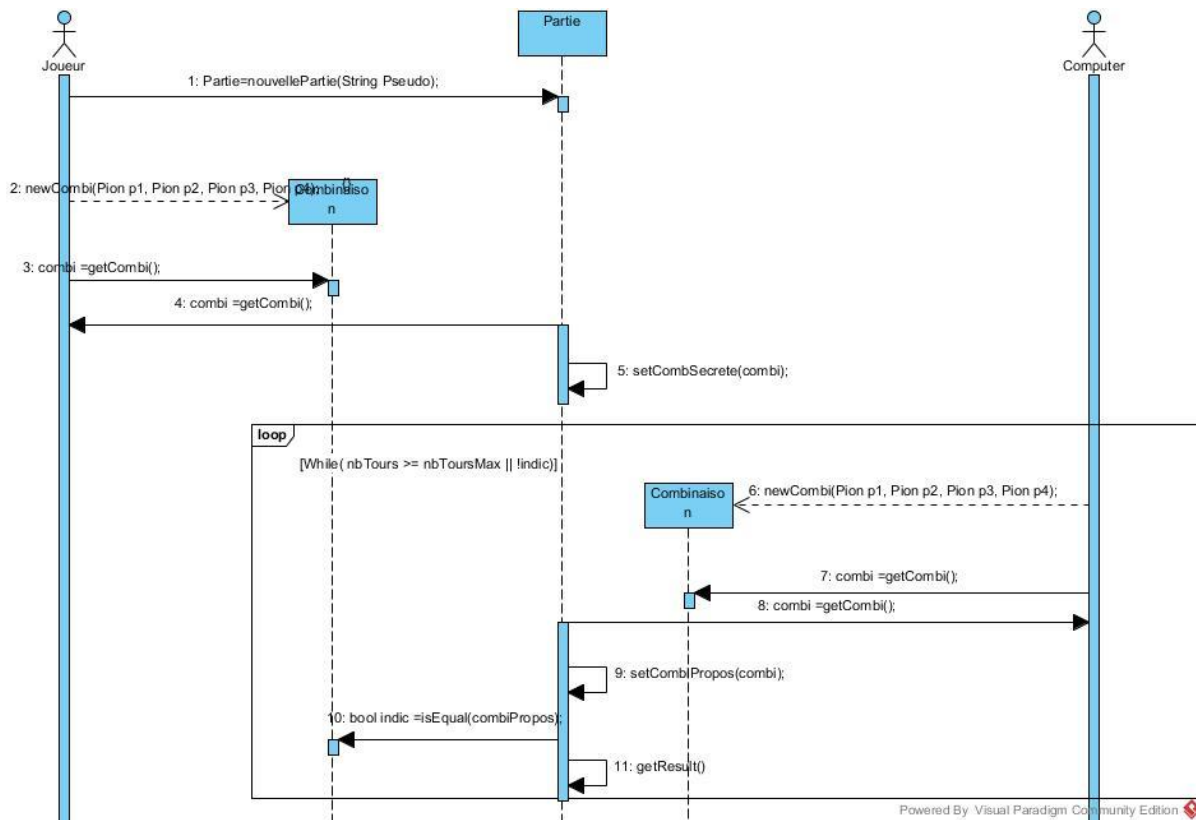 Joueur
Partie
Computer
1: Partie=nouvellePartie(String Pseudo);
2: newCombi(Pion p1, Pion p2, Pion p3, Pion p4);
Combinaiso
n
3: combi =getCombi();
4: combi =getCombi();
5: setCombSecrete(combi);
loop
[While( nbTours >= nbToursMax || !indic)]
Combinaiso
n
6: newCombi(Pion p1, Pion p2, Pion p3, Pion p4);
7: combi =getCombi();
8: combi =getCombi();
9: setCombiPropos(combi);
10: bool indic =isEqual(combiPropos);
11: getResult()
Powered By Visual Paradigm Community Edition